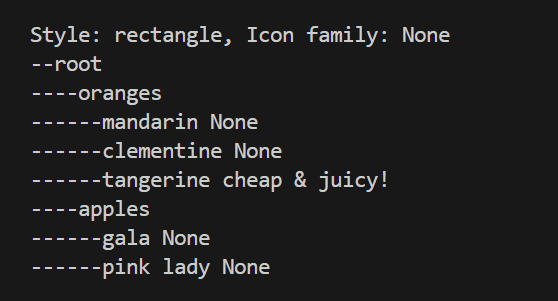 Style: rectangle, Icon family: None
--root
----oranges
------mandarin None
------clementine None
------tangerine cheap & juicy!
----apples
------gala None
------pink lady None